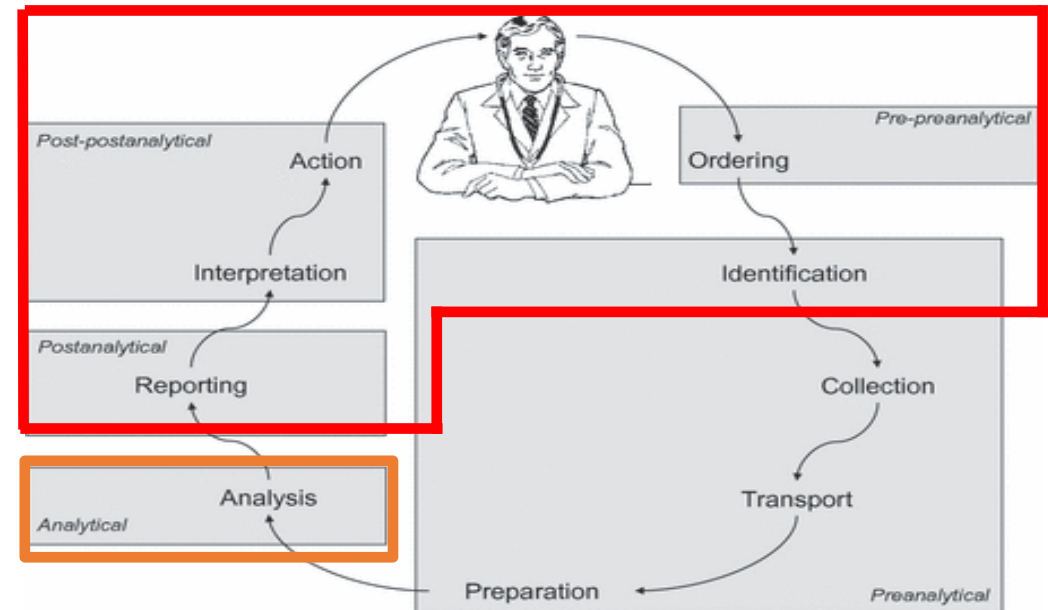 Post-postanalytical
Pre-preanalytical
Action
Ordering
Interpretation
Identification
Postanalytical
Reporting
Collection
Analysis
Transport
Analytical
Preparation
Preanalytical